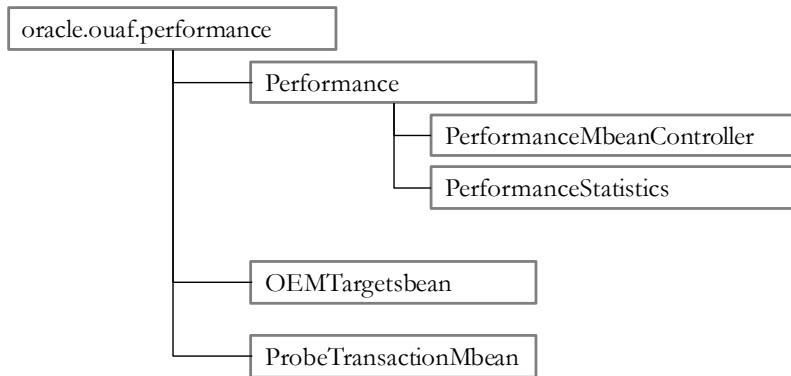 oracle.ouaf.performance
Performance
PerformanceMbeanController
PerformanceStatistics
OEMTargetsbean
ProbeTransactionMbean